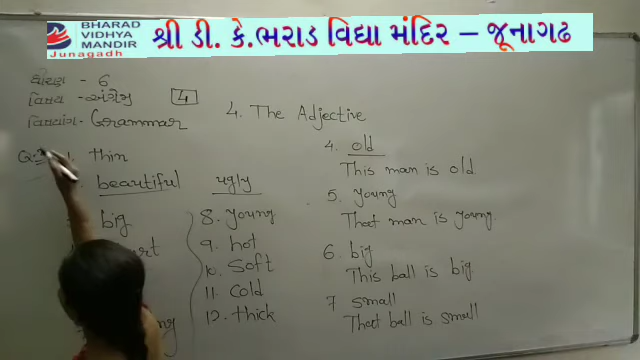 BHARAD
VIDHYA
MANDIR
Junagadh
શ્રી ડી. કે.ભરાડ વિદ્યા મંદિર – જૂનાગઢ
ધોરણ - 6
વિષય - અંગ્રેજી
4
વિષયાંગ - Grammar
4. The Adjective
thin
beautiful ugly
big
8. young
9. hot
10. Soft
11. cold
12. thick
4. old
This man is old
5. young
That man is young.
6. big
This ball is big.
7 small
That ball is small